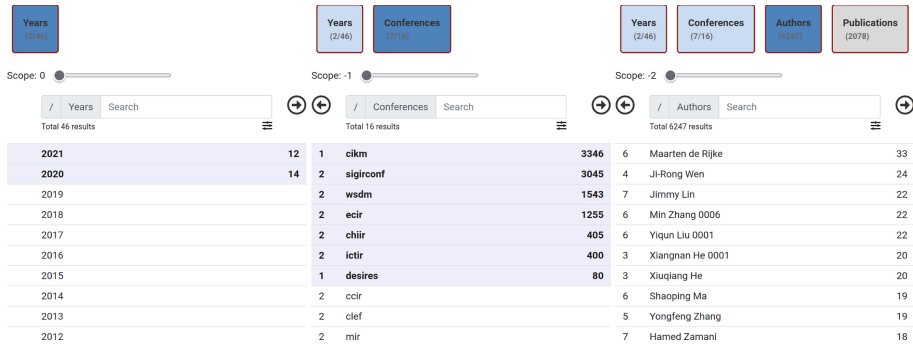 Years
(2/46)
Scope: 0
/ Years Search
Total 46 results
2021 12
2020 14
2019
2018
2017
2016
2015
2014
2013
2012
Years
(2/46)
Conferences
(7/16)
Scope: -1
/ Conferences Search
Total 16 results
1 cikm 3346
2 sigirconf 3045
2 wsdm 1543
2 ecir 1255
2 chiir 405
2 ictir 400
1 desires 80
2 ccir
2 clef
2 mir
Years
(2/46)
Conferences
(7/16)
Authors
(6247)
Publications
(2078)
Scope: -2
/ Authors Search
Total 6247 results
6 Maarten de Rijke 33
4 Ji-Rong Wen 24
7 Jimmy Lin 22
6 Min Zhang 0006 22
6 Yiqun Liu 0001 22
3 Xiangnan He 0001 20
3 Xiuqiang He 20
6 Shaoping Ma 19
5 Yongfeng Zhang 19
7 Hamed Zamani 18